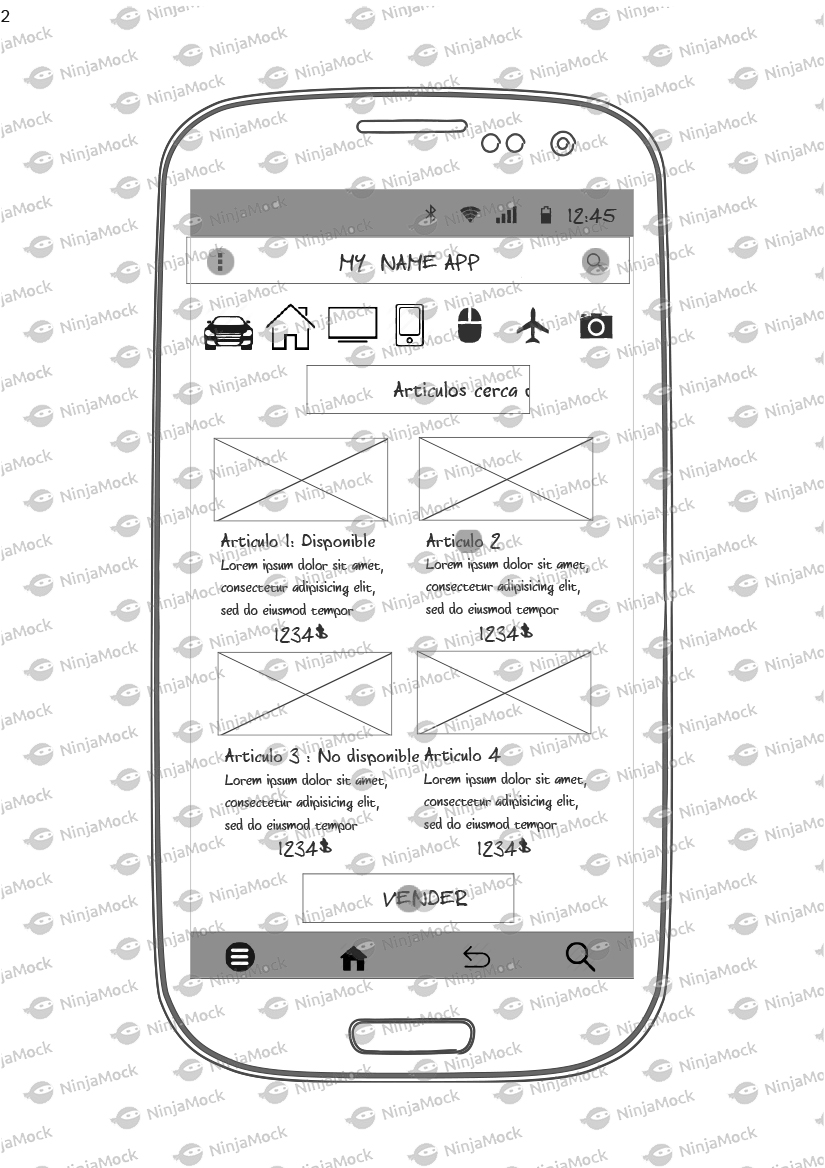 2
12:45
MY NAME APP
Articulos cerca
Articulo 1: Disponible
Lorem ipsum dolor sit amet,
consectetur adipisicing elit,
sed do eiusmod tempor
1234$
Articulo 2
Lorem ipsum dolor sit amet,
consectetur adipisicing elit,
sed do eiusmod tempor
1234$
Articulo 3 : No disponible
Lorem ipsum dolor sit amet,
consectetur adipisicing elit,
sed do eiusmod tempor
1234$
Articulo 4
Lorem ipsum dolor sit amet,
consectetur adipisicing elit,
sed do eiusmod tempor
1234$
VENDER
NinjaMock